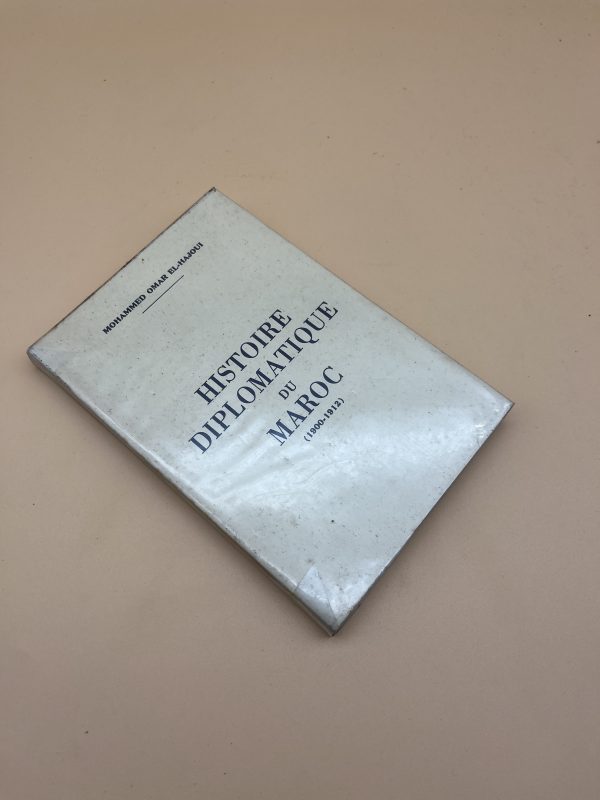 MOHAMMED OMAR EL-HAJOUI
HISTOIRE
DIPLOMATIQUE
DU
MAROC
(1900-1912)